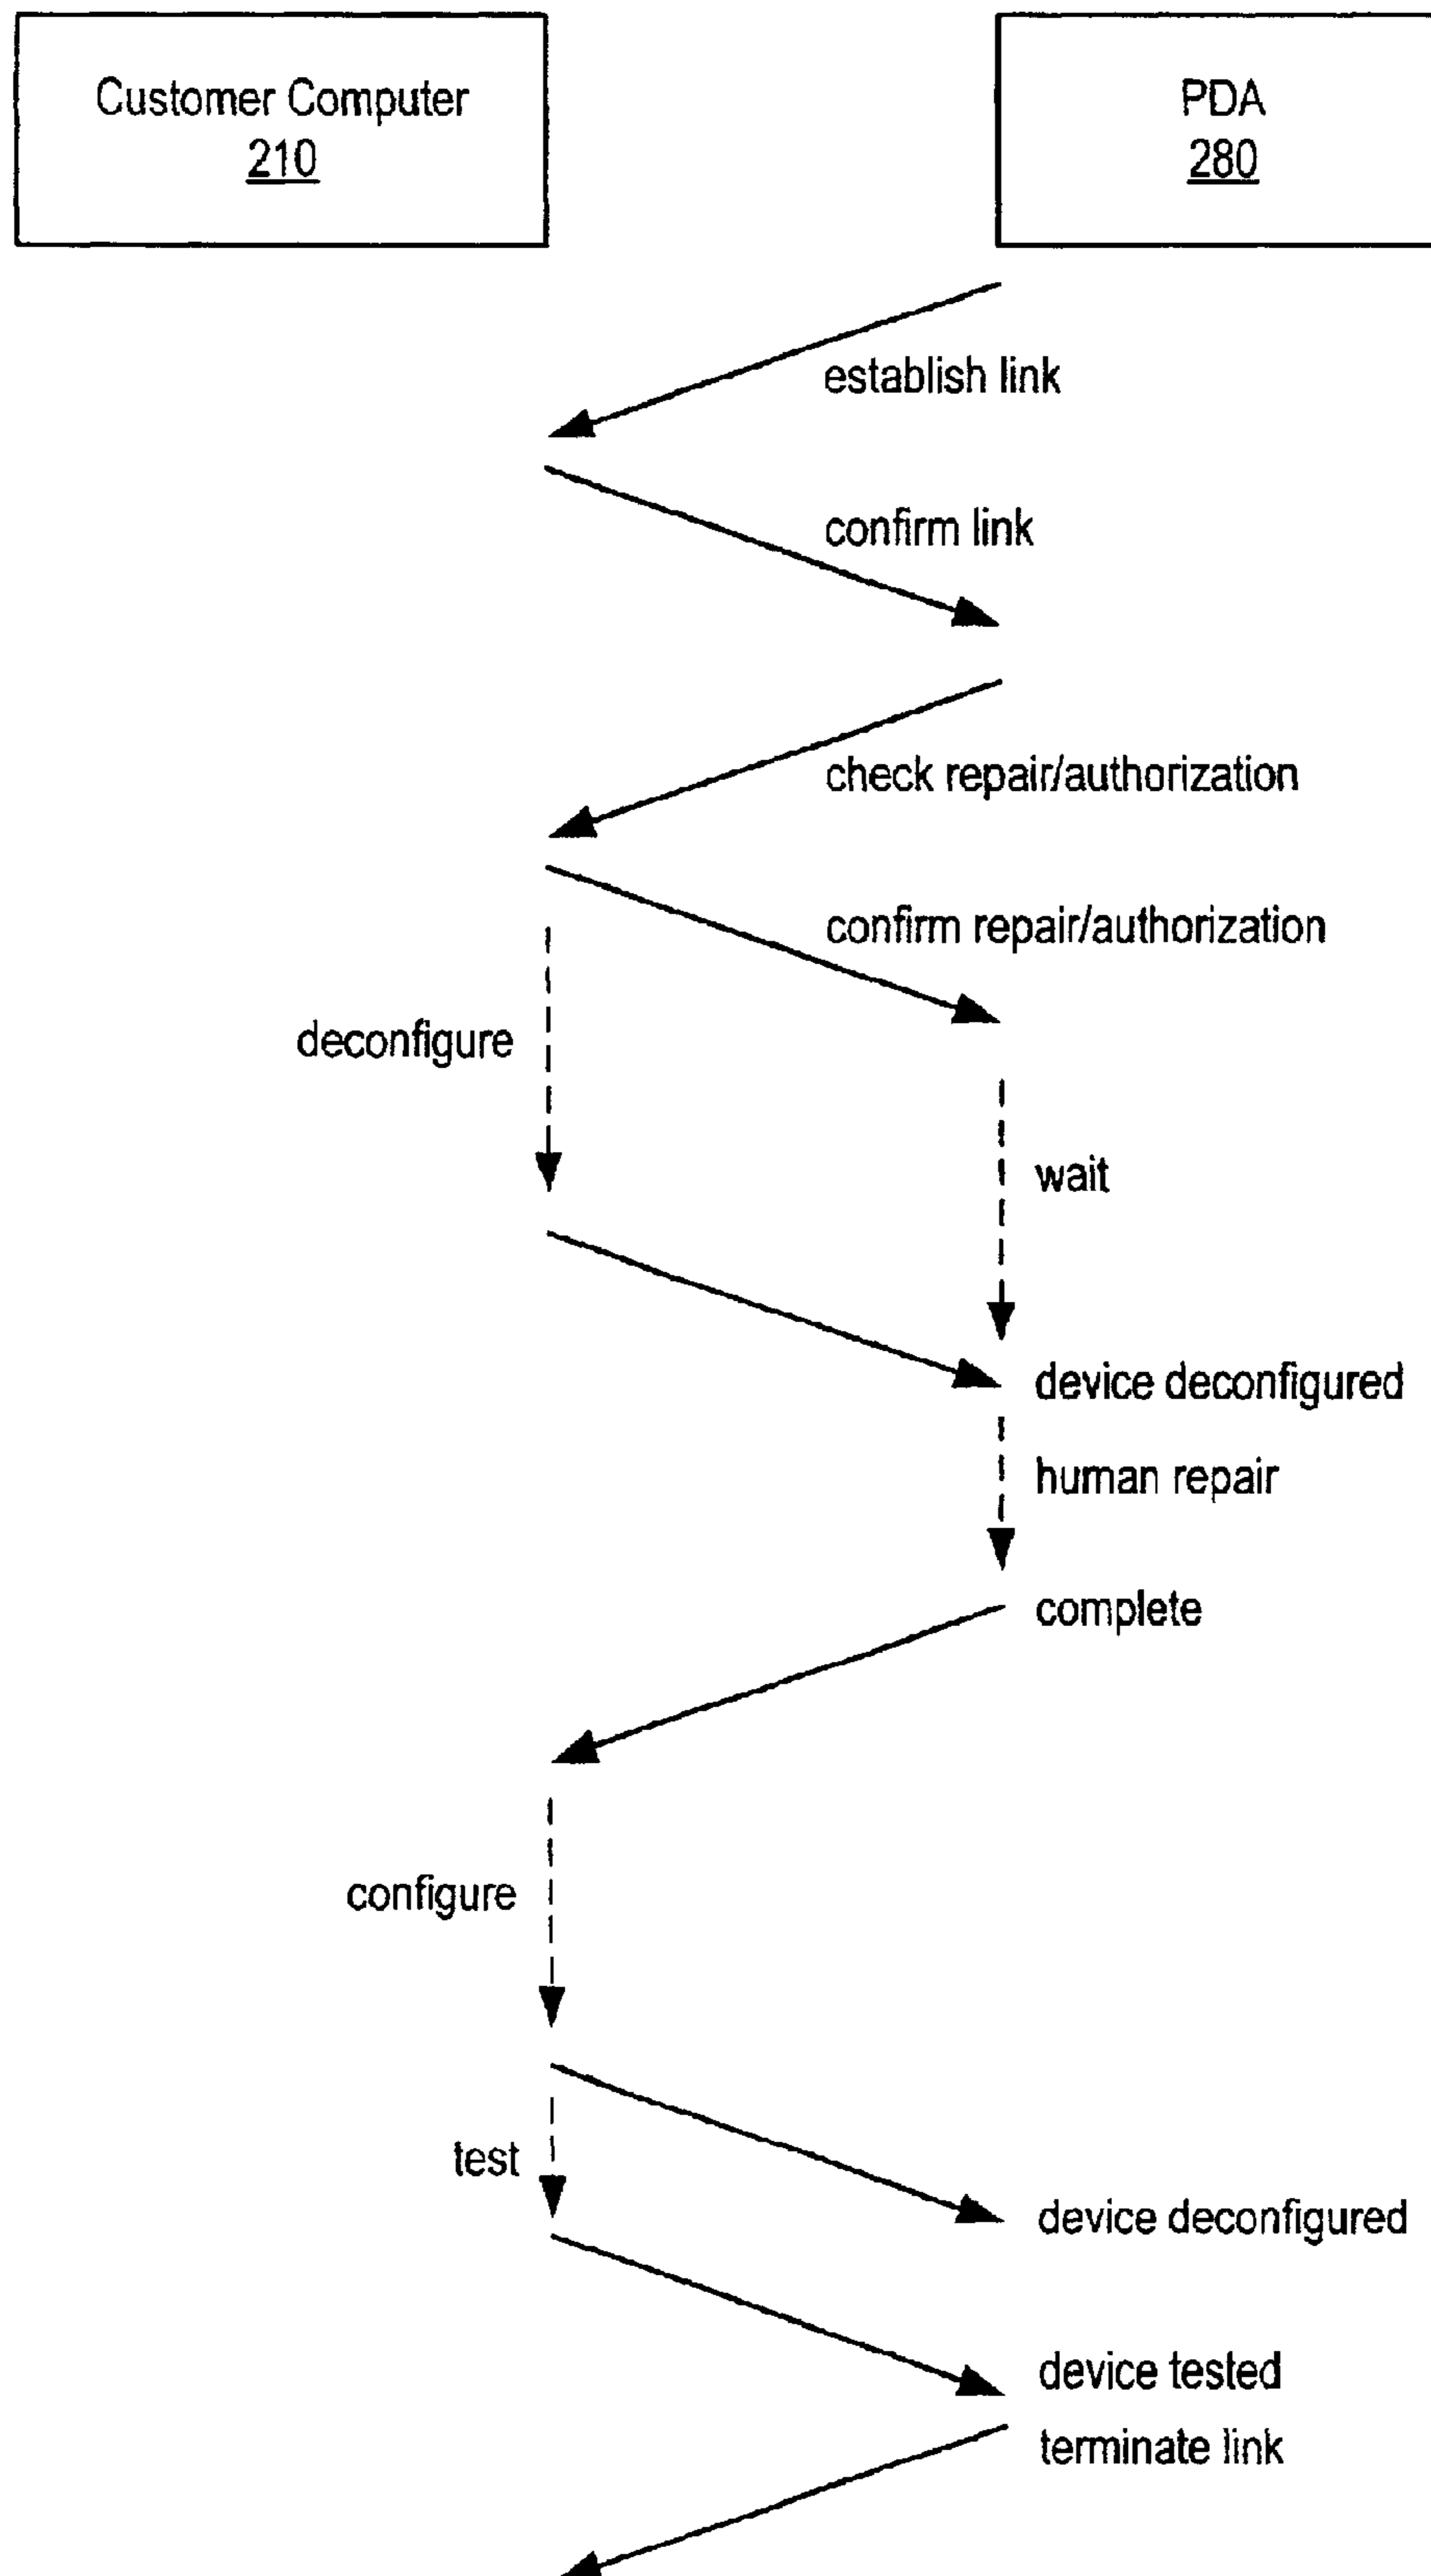 Customer Computer
210
PDA
280
establish link
confirm link
check repair/authorization
confirm repair/authorization
deconfigure
wait
device deconfigured
human repair
complete
configure
test
device deconfigured
device tested
terminate link